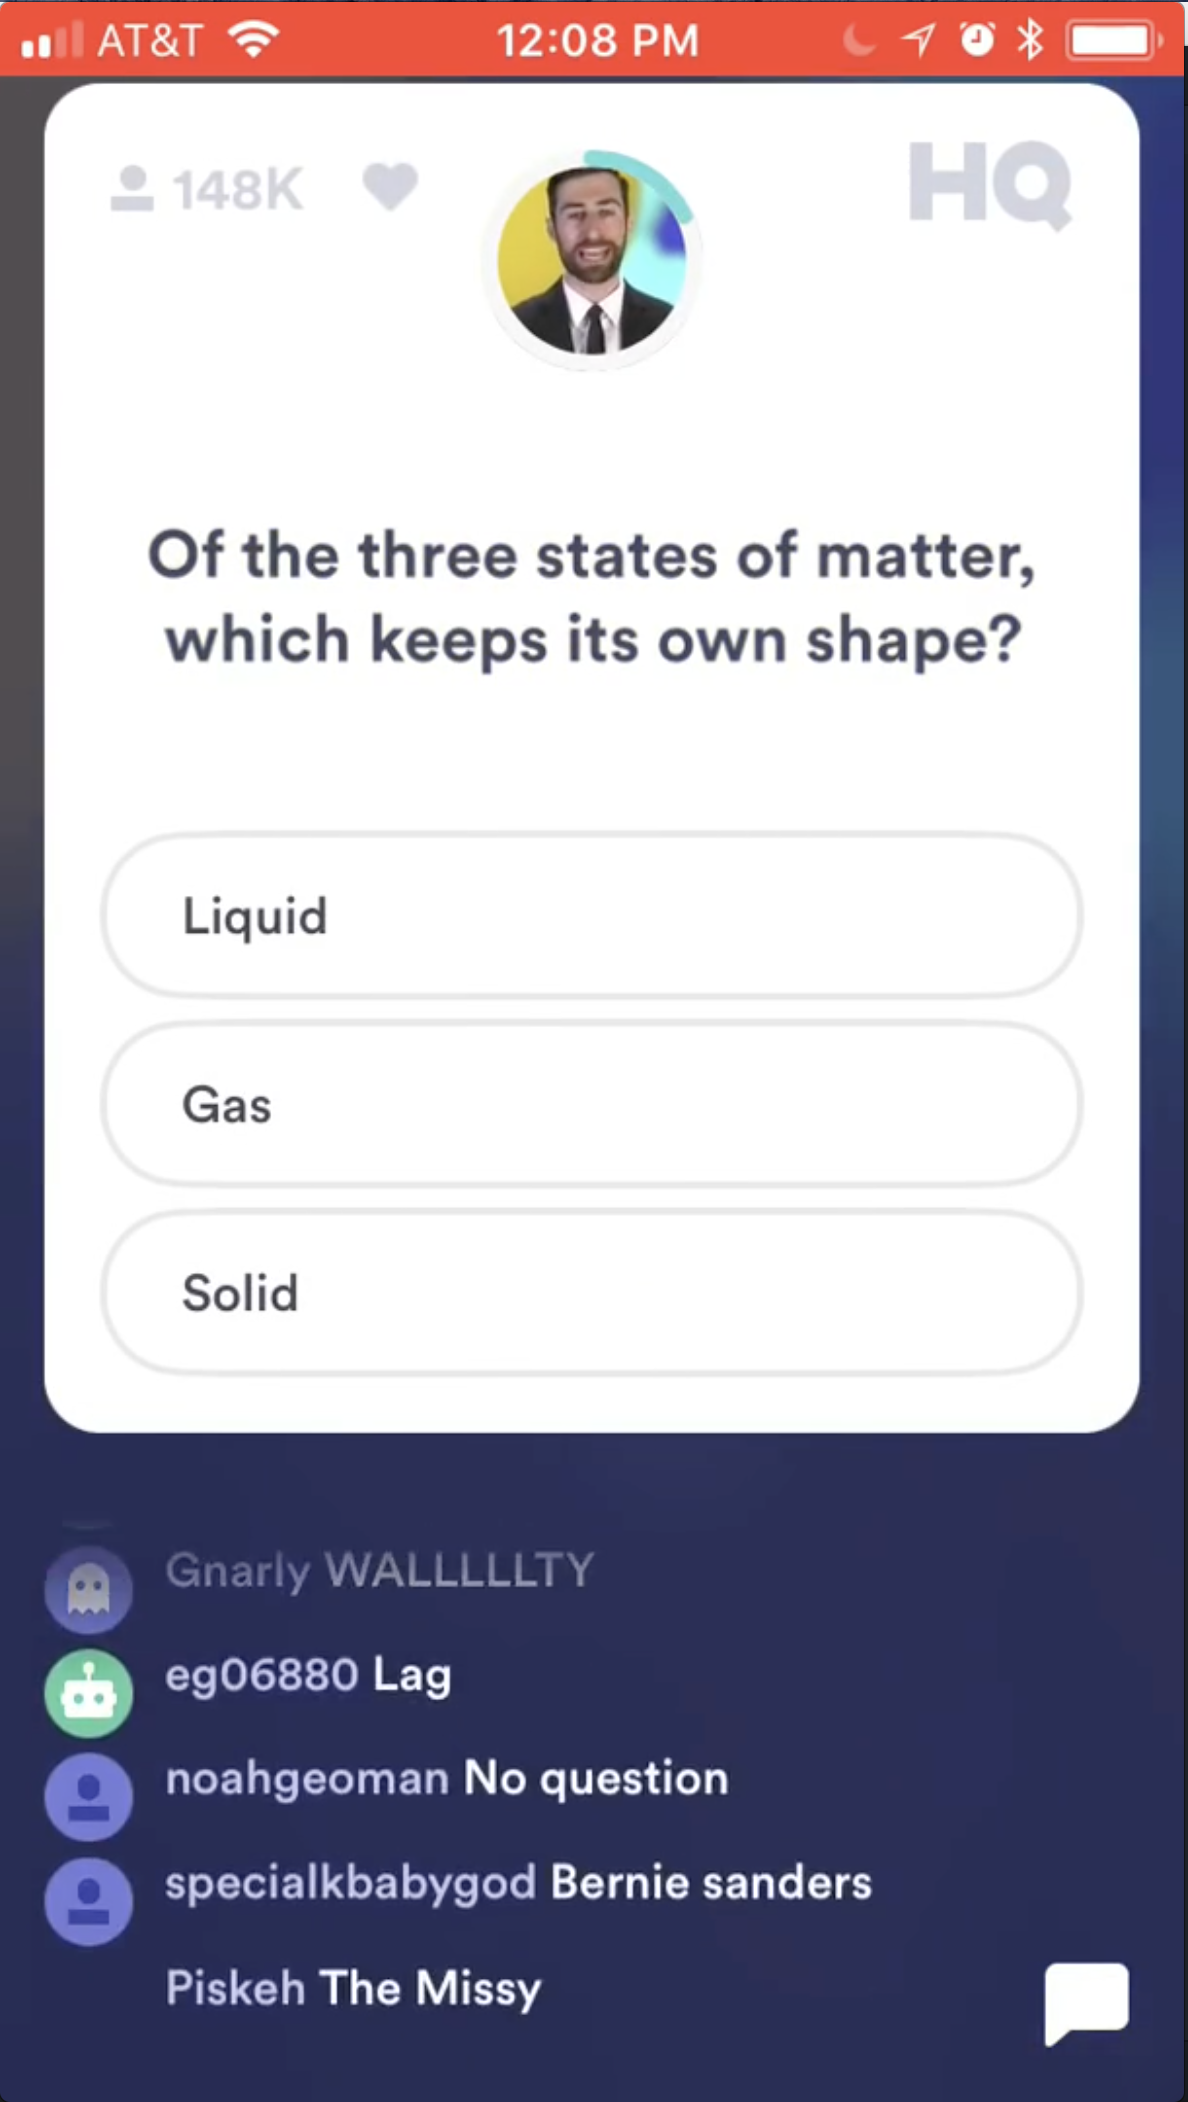 AT&T 12:08 PM
148K HQ
Of the three states of matter,
which keeps its own shape?
Liquid
Gas
Solid
Gnarly WALLLLLTY
eg06880 Lag
noahgeoman No question
specialkbabygod Bernie sanders
Piskeh The Missy